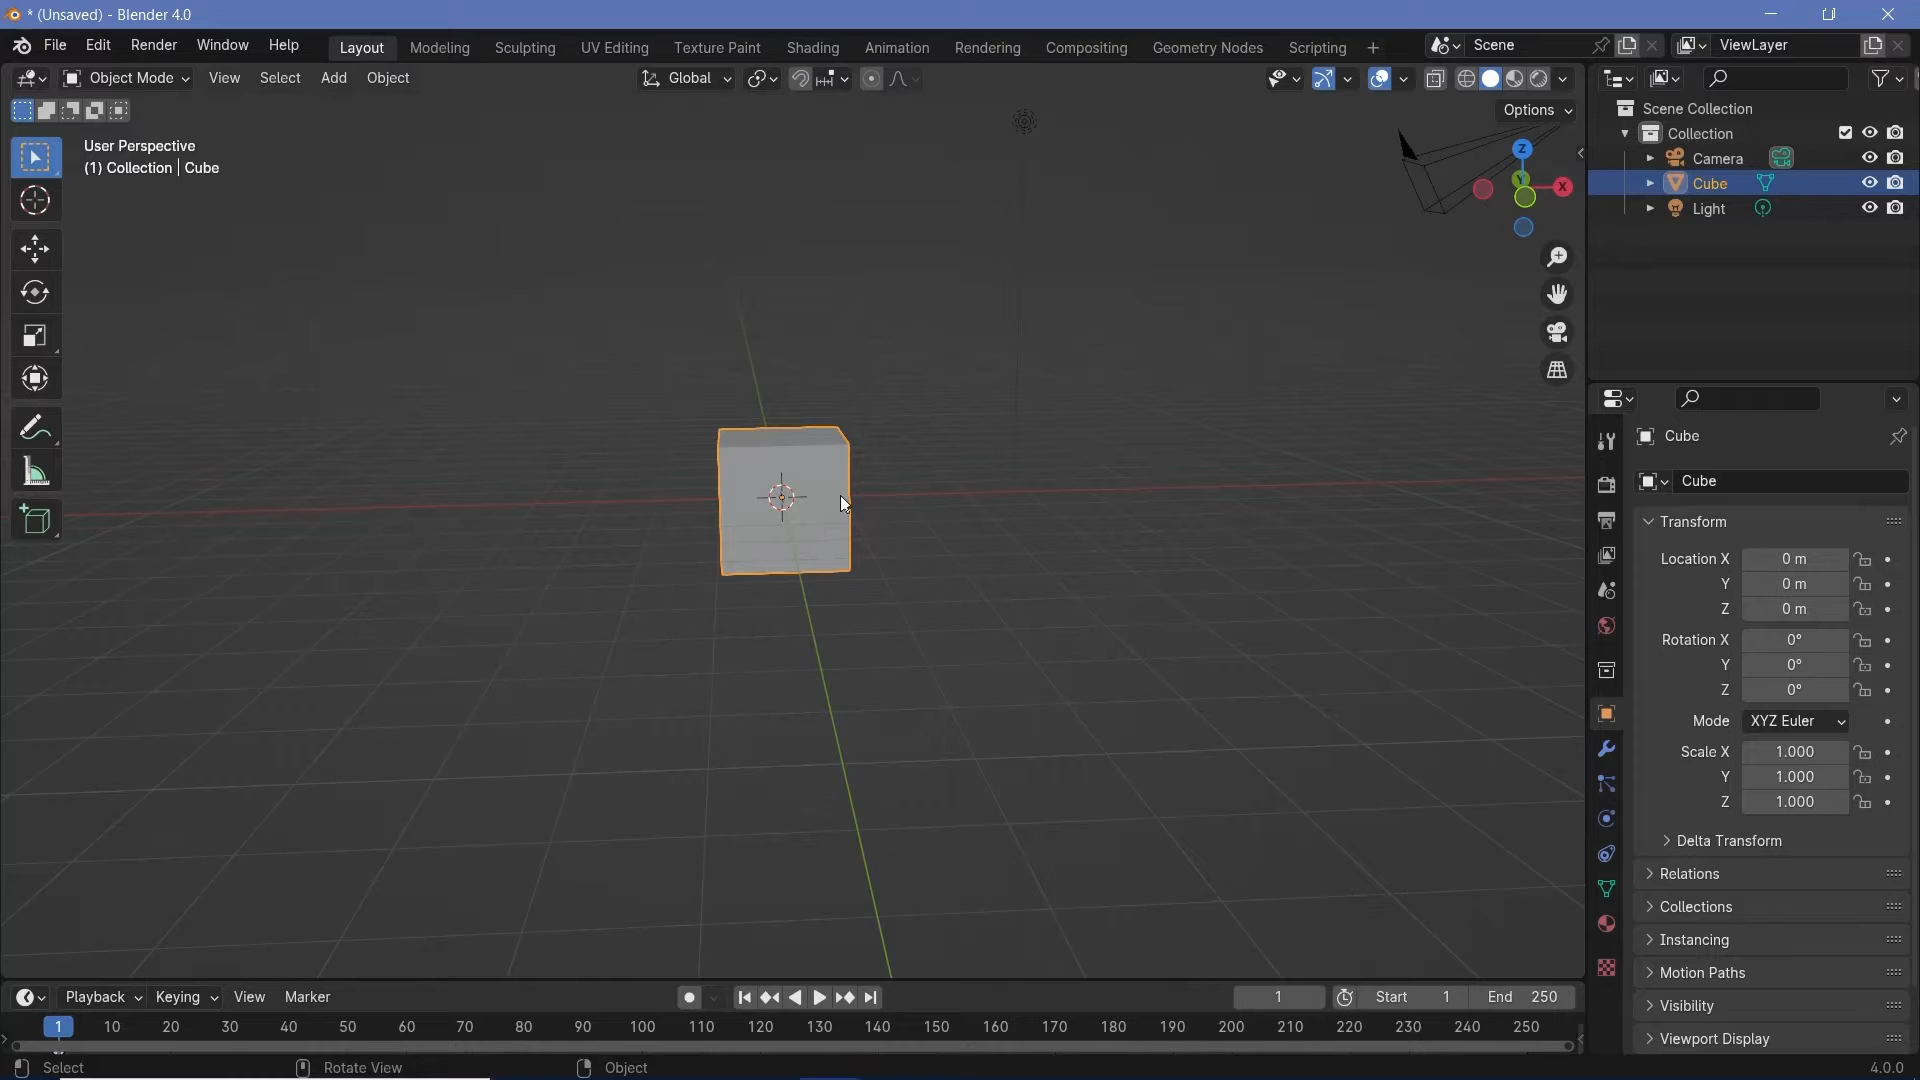 * (Unsaved) - Blender 4.0
File Edit Render Window Help Layout Modeling Sculpting UV Editing Texture Paint Shading Animation Rendering Compositing Geometry Nodes Scripting + Scene ViewLayer
Object Mode View Select Add Object Global
Options
User Perspective
(1) Collection | Cube
Z
Y
X
Scene Collection
Collection
Camera
Cube
Light
Cube
Cube
Transform
Location X 0 m
Y 0 m
Z 0 m
Rotation X 0°
Y 0°
Z 0°
Mode XYZ Euler
Scale X 1.000
Y 1.000
Z 1.000
Delta Transform
Relations
Collections
Instancing
Motion Paths
Visibility
Viewport Display
Playback Keying View Marker 1 Start 1 End 250
1 10 20 30 40 50 60 70 80 90 100 110 120 130 140 150 160 170 180 190 200 210 220 230 240 250
Select Rotate View Object 4.0.0